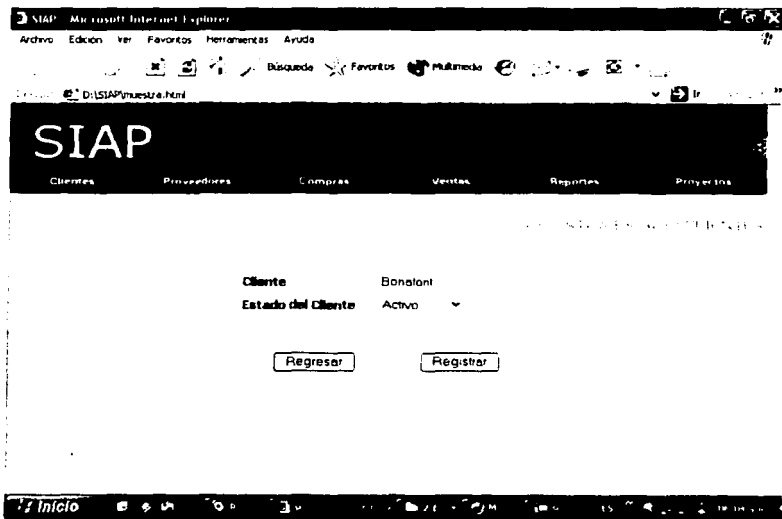 SIAP - Microsoft Internet Explorer
Archivo Edición Ver Favoritos Herramientas Ayuda
Búsqueda Favoritos Multimedia
D:\SIAP\muestra.html Ir
SIAP
Clientes Proveedores Compras Ventas Reportes Proyectos
Cliente Bonafont
Estado del Cliente Activo
Regresar Registrar
Inicio